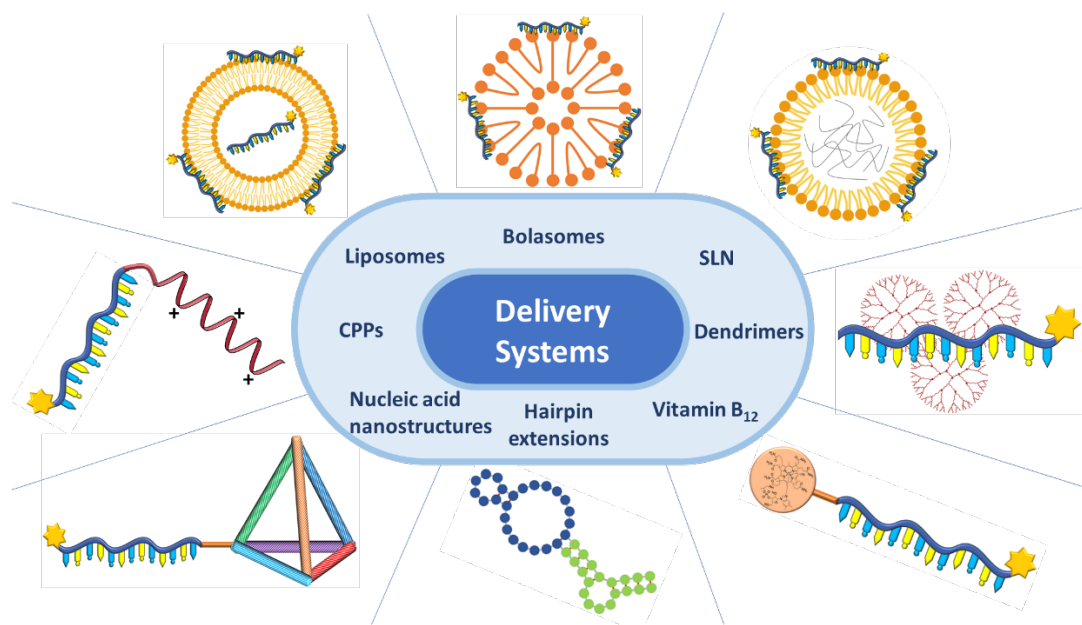 Bolasomes
Liposomes
SLN
Delivery
Systems
CPPs
Dendrimers
Nucleic acid
nanostructures
Hairpin
extensions
Vitamin B₁₂
+
+
+